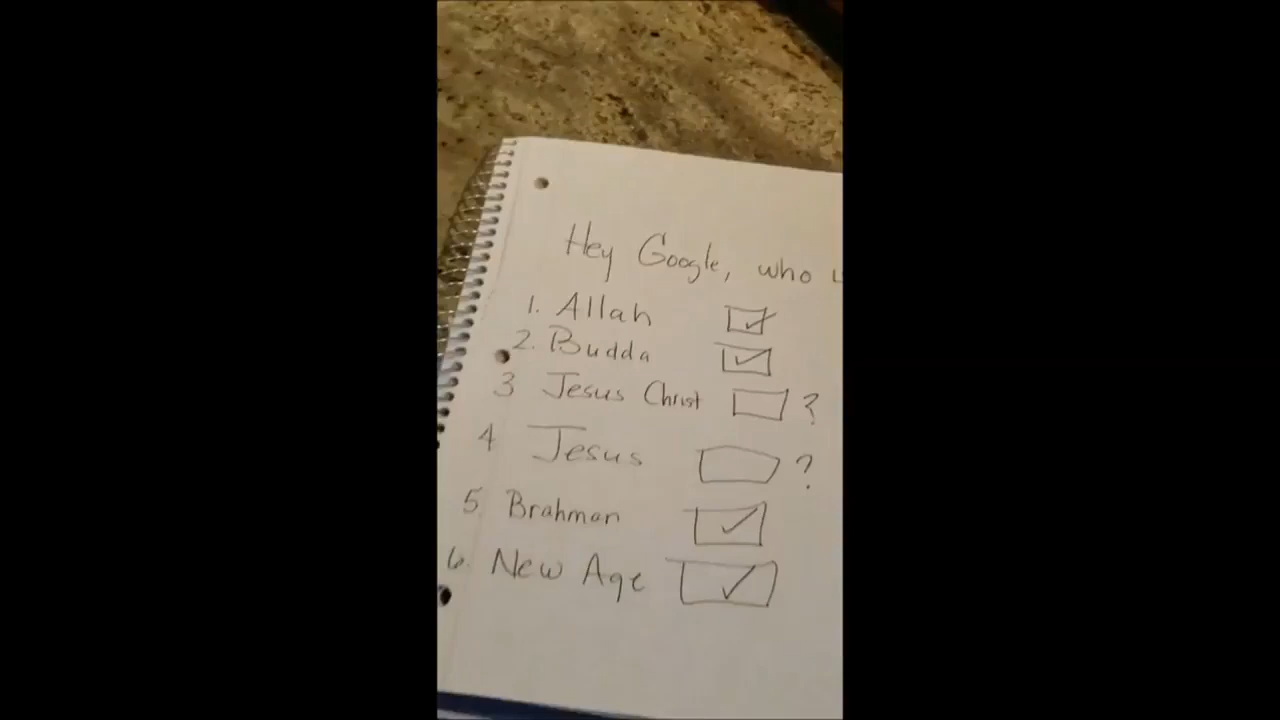 Hey Google, who
1. Allah
2. Budda
3 Jesus Christ ?
4 Jesus ?
5. Brahman
6. New Age